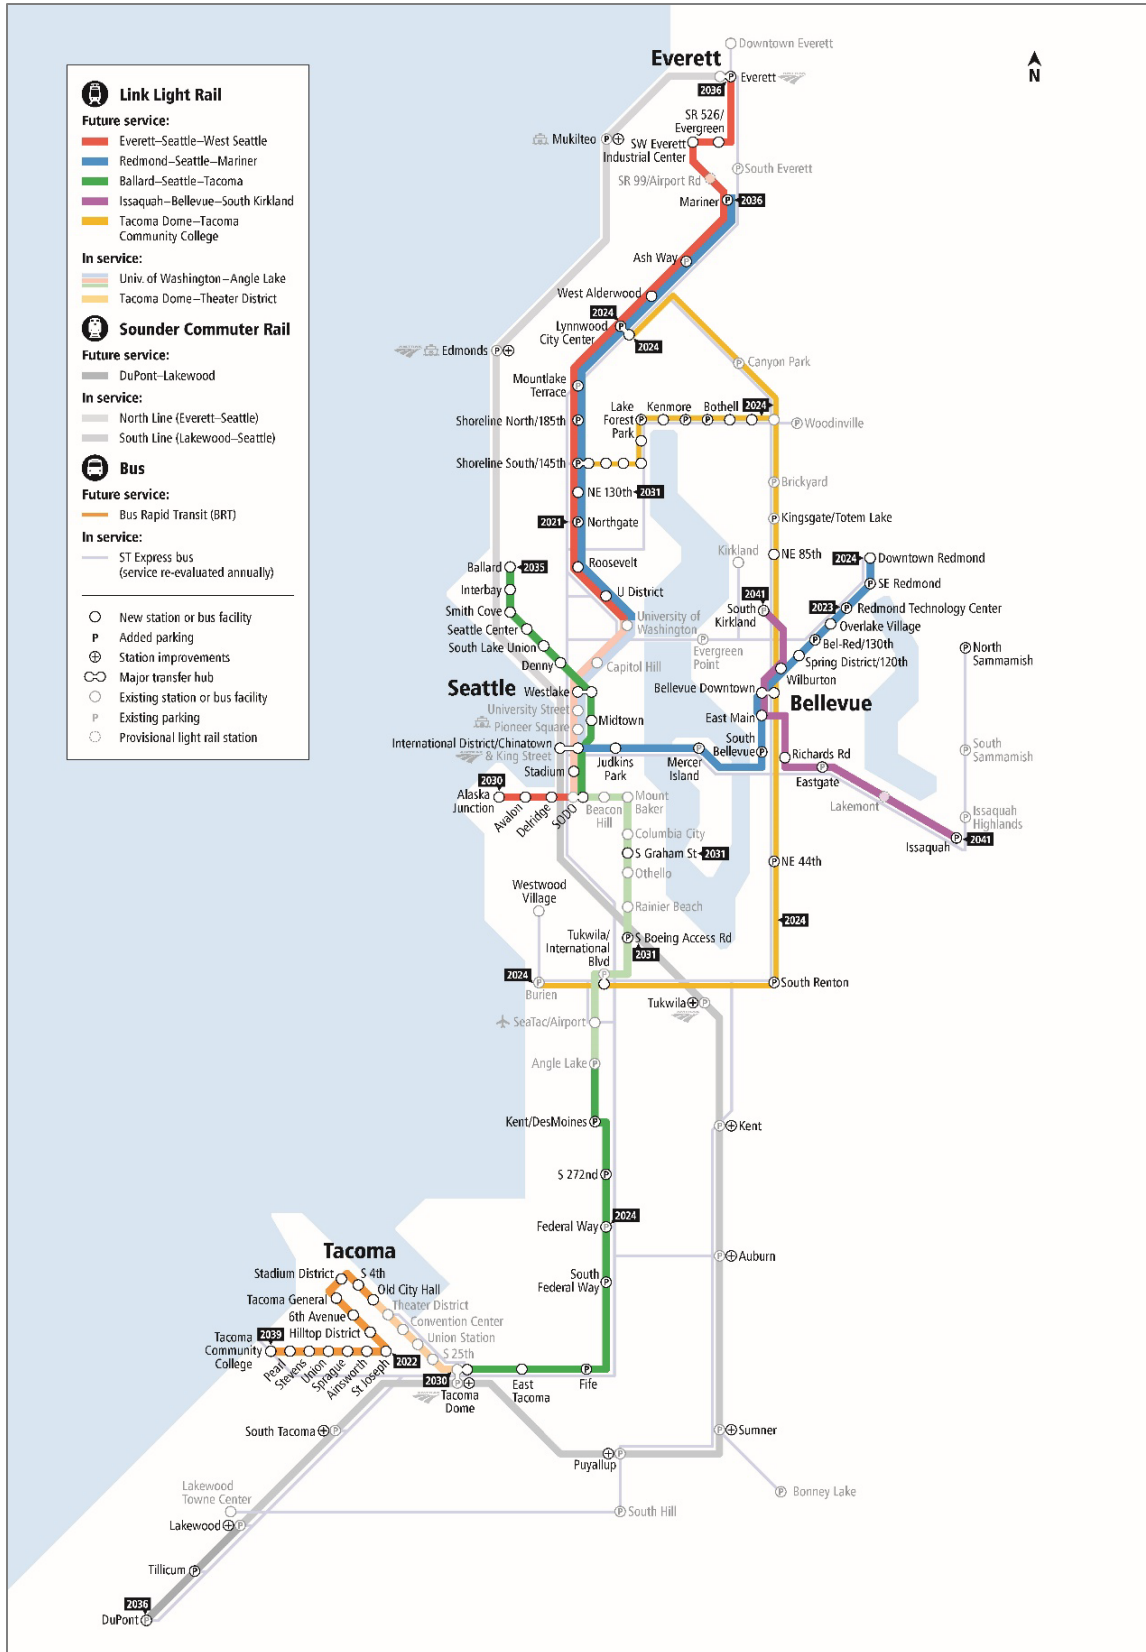 Link Light Rail
Future service:
Everett–Seattle–West Seattle
Redmond–Seattle–Mariner
Ballard–Seattle–Tacoma
Issaquah–Bellevue–South Kirkland
Tacoma Dome–Tacoma
Community College
In service:
Univ. of Washington–Angle Lake
Tacoma Dome–Theater District
Sounder Commuter Rail
Future service:
DuPont–Lakewood
In service:
North Line (Everett–Seattle)
South Line (Lakewood–Seattle)
Bus
Future service:
Bus Rapid Transit (BRT)
In service:
ST Express bus
(service re-evaluated annually)
New station or bus facility
P
Added parking
Station improvements
Major transfer hub
Existing station or bus facility
P
Existing parking
Provisional light rail station
N
Downtown Everett
Everett
Everett
2036
SR 526/
Evergreen
SW Everett
Industrial Center
Mukilteo
South Everett
SR 99/Airport Rd
Mariner
2036
Ash Way
West Alderwood
2024
Lynnwood
City Center
2024
Edmonds
Canyon Park
Mountlake
Terrace
Lake
Forest
Park
Kenmore
Bothell
2024
Woodinville
Shoreline North/185th
Shoreline South/145th
Brickyard
NE 130th
2031
2021
Northgate
Kingsgate/Totem Lake
Roosevelt
Kirkland
NE 85th
2024
Downtown Redmond
Ballard
2035
SE Redmond
Interbay
U District
2041
South
Kirkland
2023
Redmond Technology Center
Smith Cove
University of
Washington
Overlake Village
Seattle Center
Bel-Red/130th
South Lake Union
Evergreen
Point
North
Sammamish
Spring District/120th
Denny
Capitol Hill
Wilburton
Seattle
Westlake
Bellevue Downtown
Bellevue
University Street
Midtown
East Main
Pioneer Square
International District/Chinatown
& King Street
Judkins
Park
Mercer
Island
South
Bellevue
Richards Rd
South
Sammamish
Stadium
Eastgate
2030
Alaska
Junction
Avalon
Delridge
SODO
Beacon
Hill
Mount
Baker
Lakemont
Issaquah
Highlands
Columbia City
Issaquah
2041
S Graham St
2031
NE 44th
Othello
Westwood
Village
Rainier Beach
2024
Tukwila/
International
Blvd
S Boeing Access Rd
2031
2024
Burien
South Renton
Tukwila
SeaTac/Airport
Angle Lake
Kent/DesMoines
Kent
S 272nd
2024
Federal Way
Auburn
South
Federal Way
Tacoma
Stadium District
S 4th
Old City Hall
Tacoma General
Theater District
6th Avenue
Convention Center
Hilltop District
Union Station
2039
Tacoma
Community
College
S 25th
Pearl
Stevens
Union
Sprague
Ainsworth
St Joseph
2022
2030
Tacoma
Dome
East
Tacoma
Fife
South Tacoma
Sumner
Puyallup
Lakewood
Towne Center
Bonney Lake
South Hill
Lakewood
Tillicum
2036
DuPont